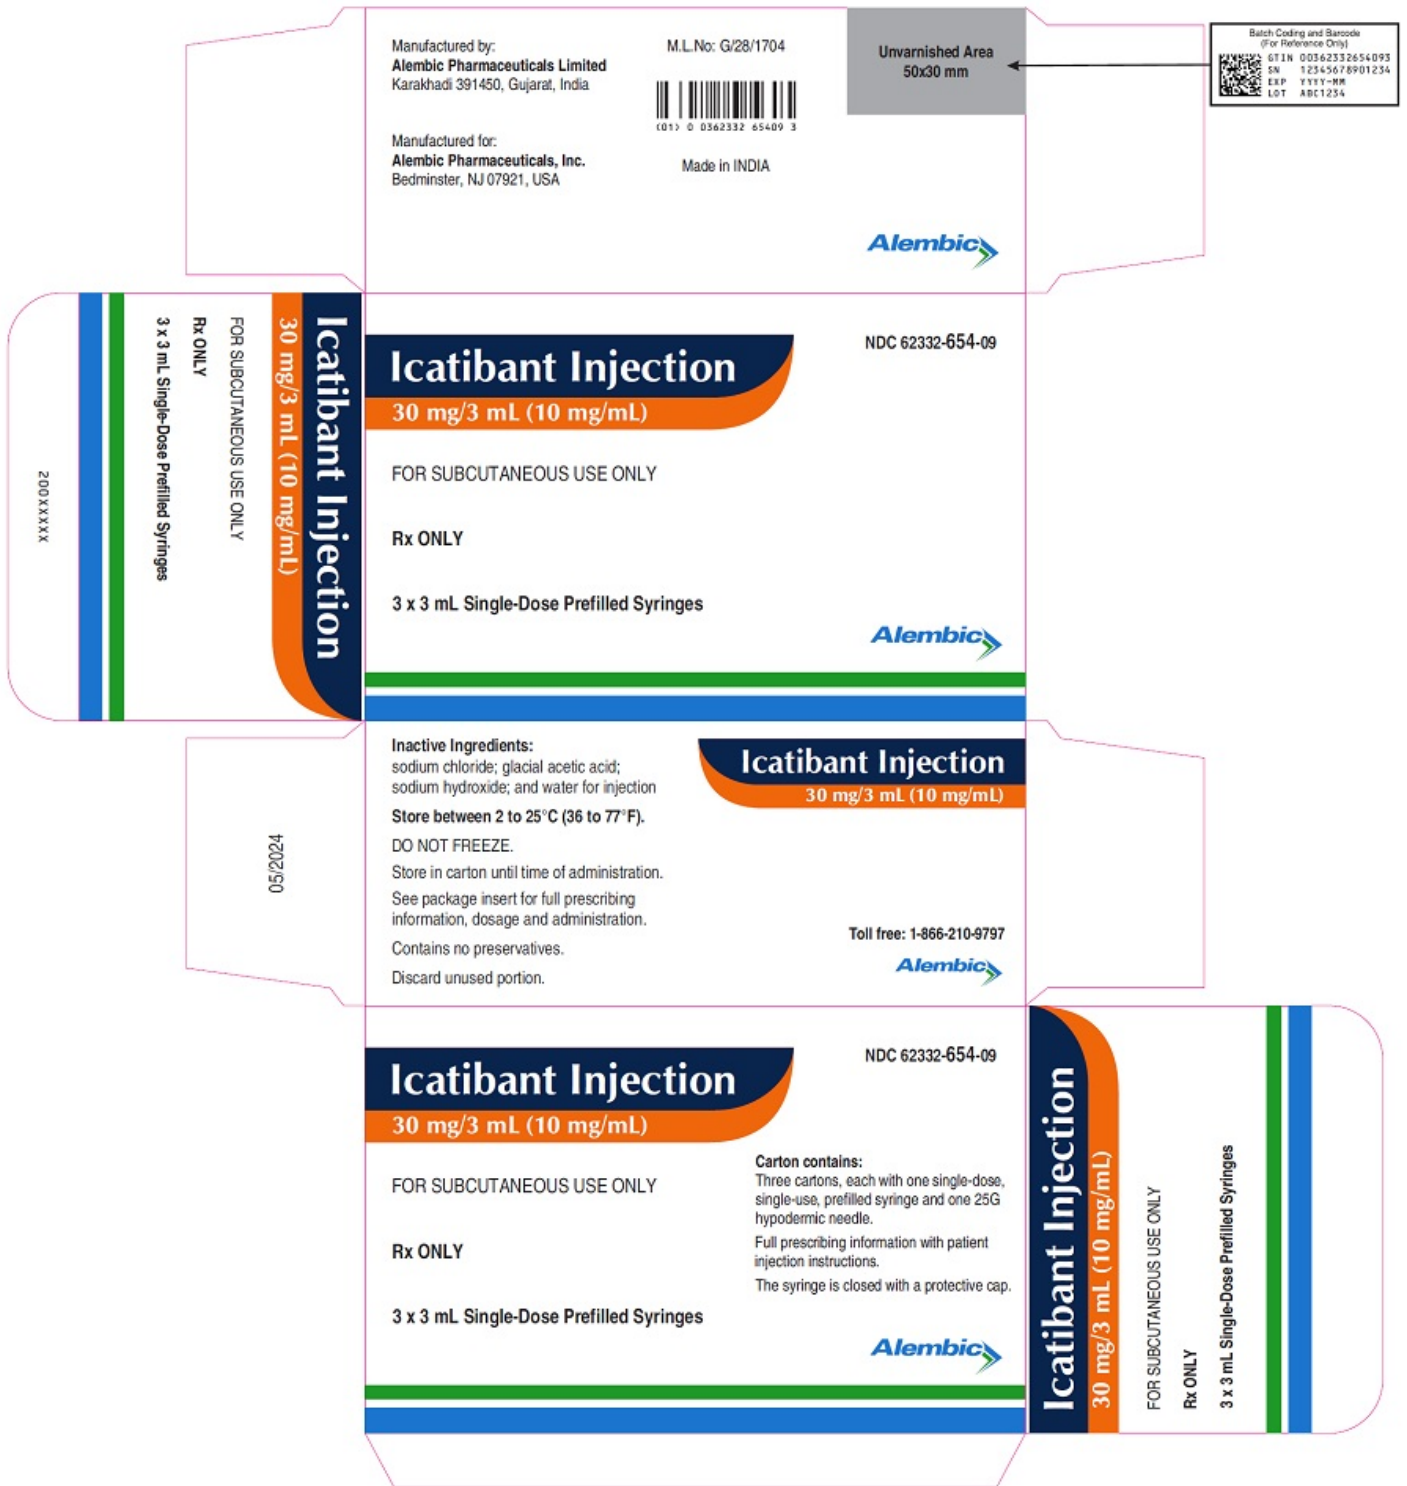 Manufactured by:
Alembic Pharmaceuticals Limited
Karakhadi 391450, Gujarat, India
Manufactured for:
Alembic Pharmaceuticals, Inc.
Bedminster, NJ 07921, USA
M.L.No: G/28/1704
(01) 0 0362332 65409 3
Made in INDIA
Unvarnished Area
50x30 mm
Batch Coding and Barcode
(For Reference Only)
GTIN 00362332654093
SN 12345678901234
EXP YYYY-MM
LOT ABC1234
Alembic
Icatibant Injection
30 mg/3 mL (10 mg/mL)
FOR SUBCUTANEOUS USE ONLY
Rx ONLY
3 x 3 mL Single-Dose Prefilled Syringes
200XXXXX
Icatibant Injection
30 mg/3 mL (10 mg/mL)
NDC 62332-654-09
FOR SUBCUTANEOUS USE ONLY
Rx ONLY
3 x 3 mL Single-Dose Prefilled Syringes
Alembic
05/2024
Inactive Ingredients:
sodium chloride; glacial acetic acid;
sodium hydroxide; and water for injection
Store between 2 to 25°C (36 to 77°F).
DO NOT FREEZE.
Store in carton until time of administration.
See package insert for full prescribing
information, dosage and administration.
Contains no preservatives.
Discard unused portion.
Icatibant Injection
30 mg/3 mL (10 mg/mL)
Toll free: 1-866-210-9797
Alembic
Icatibant Injection
30 mg/3 mL (10 mg/mL)
NDC 62332-654-09
FOR SUBCUTANEOUS USE ONLY
Rx ONLY
3 x 3 mL Single-Dose Prefilled Syringes
Carton contains:
Three cartons, each with one single-dose,
single-use, prefilled syringe and one 25G
hypodermic needle.
Full prescribing information with patient
injection instructions.
The syringe is closed with a protective cap.
Alembic
Icatibant Injection
30 mg/3 mL (10 mg/mL)
FOR SUBCUTANEOUS USE ONLY
Rx ONLY
3 x 3 mL Single-Dose Prefilled Syringes